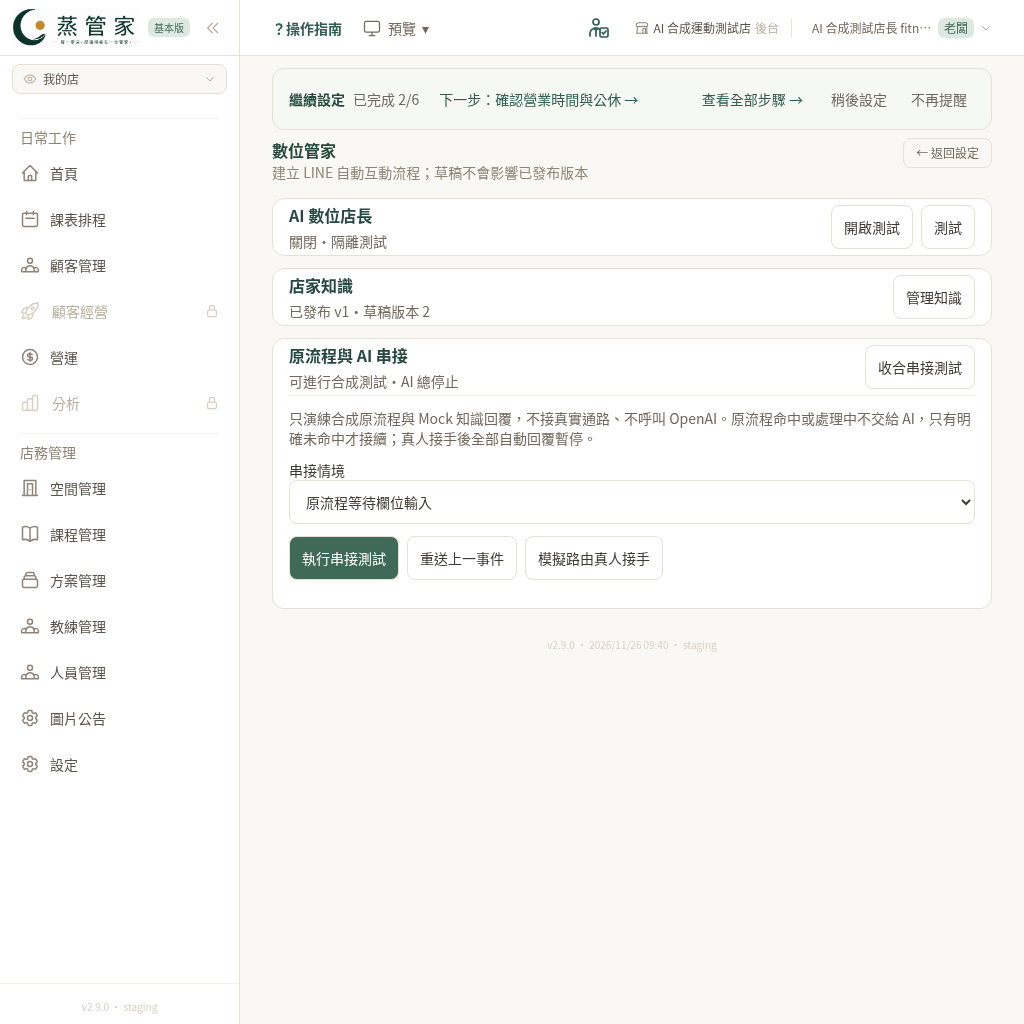 蒸管家
基本版
我的店
日常工作
首頁
課表排程
顧客管理
顧客經營
營運
分析
店務管理
空間管理
課程管理
方案管理
教練管理
人員管理
圖片公告
設定
v2.9.0 · staging
? 操作指南
預覽 ▾
AI 合成運動測試店 後台
AI 合成測試店長 fitn…
老闆
繼續設定 已完成 2/6 下一步：確認營業時間與公休 →
查看全部步驟 →
稍後設定
不再提醒
數位管家
建立 LINE 自動互動流程；草稿不會影響已發布版本
← 返回設定
AI 數位店長
關閉・隔離測試
開啟測試
測試
店家知識
已發布 v1・草稿版本 2
管理知識
原流程與 AI 串接
可進行合成測試・AI 總停止
收合串接測試
只演練合成原流程與 Mock 知識回覆，不接真實通路、不呼叫 OpenAI。原流程命中或處理中不交給 AI，只有明
確未命中才接續；真人接手後全部自動回覆暫停。
串接情境
原流程等待欄位輸入
執行串接測試
重送上一事件
模擬路由真人接手
v2.9.0 · 2026/11/26 09:40 · staging